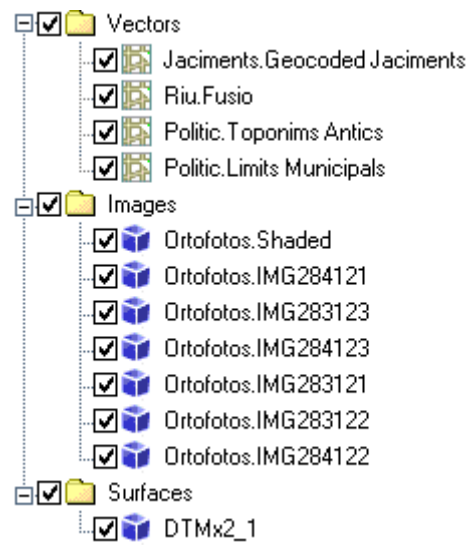 Vectors
Jaciments.Geocoded Jaciments
Riu.Fusio
Politic.Toponims Antics
Politic.Limits Municipals
Images
Ortofotos.Shaded
Ortofotos.IMG284121
Ortofotos.IMG283123
Ortofotos.IMG284123
Ortofotos.IMG283121
Ortofotos.IMG283122
Ortofotos.IMG284122
Surfaces
DTMx2_1